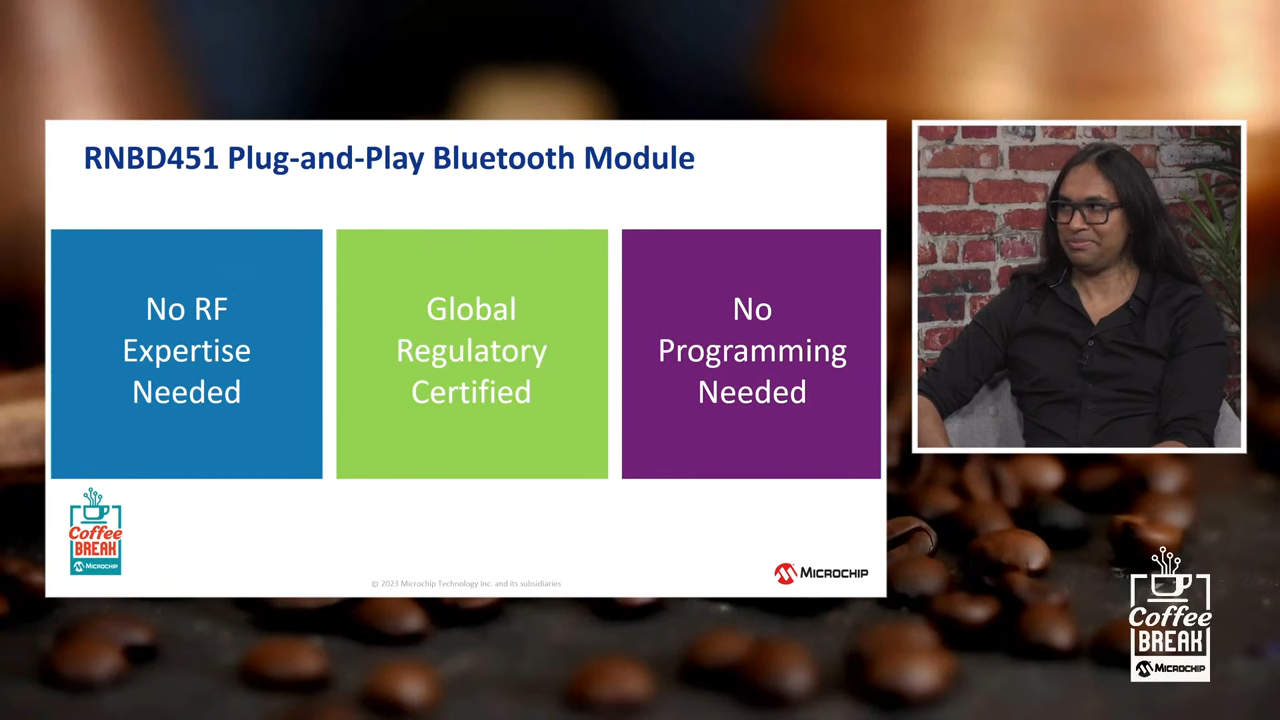 RNBD451 Plug-and-Play Bluetooth Module
No RF
Expertise
Needed
Global
Regulatory
Certified
No
Programming
Needed
Coffee
BREAK
MICROCHIP
© 2023 Microchip Technology Inc. and its subsidiaries
MICROCHIP
Coffee
BREAK
MICROCHIP